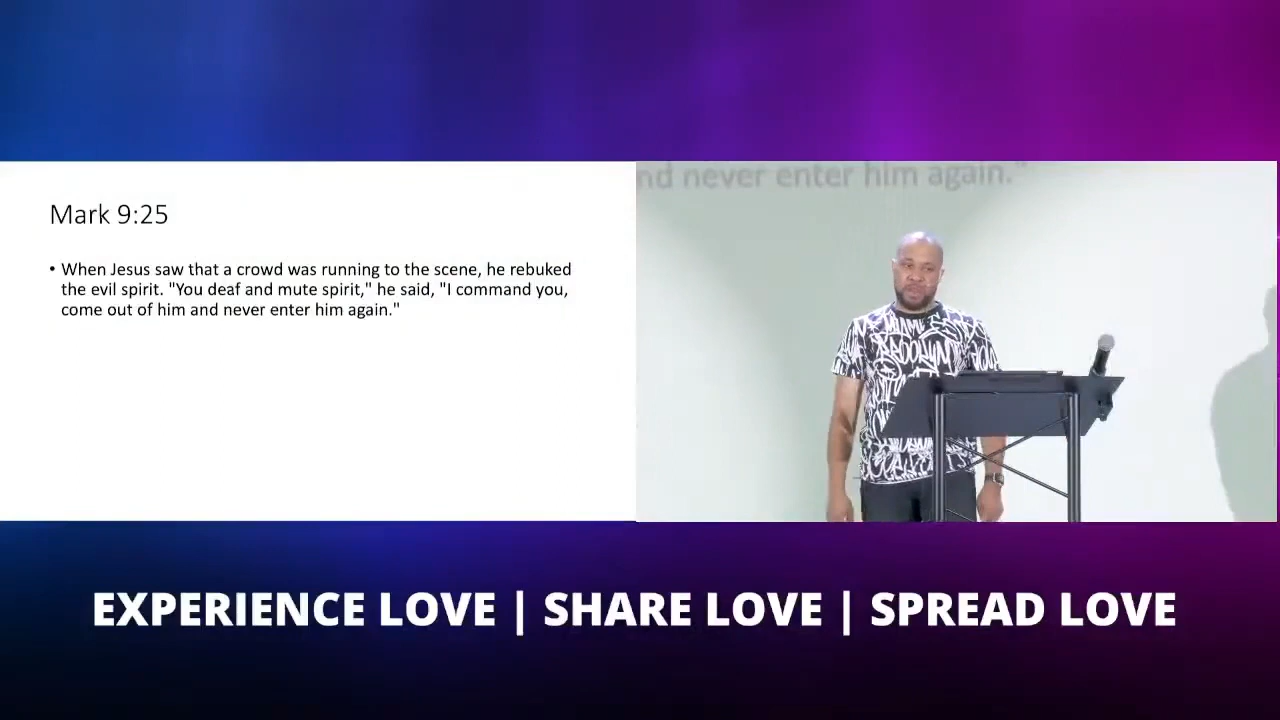 Mark 9:25
• When Jesus saw that a crowd was running to the scene, he rebuked
the evil spirit. "You deaf and mute spirit," he said, "I command you,
come out of him and never enter him again."
nd never enter him again."
MIAMI
BROOKLYN
EXPERIENCE LOVE | SHARE LOVE | SPREAD LOVE